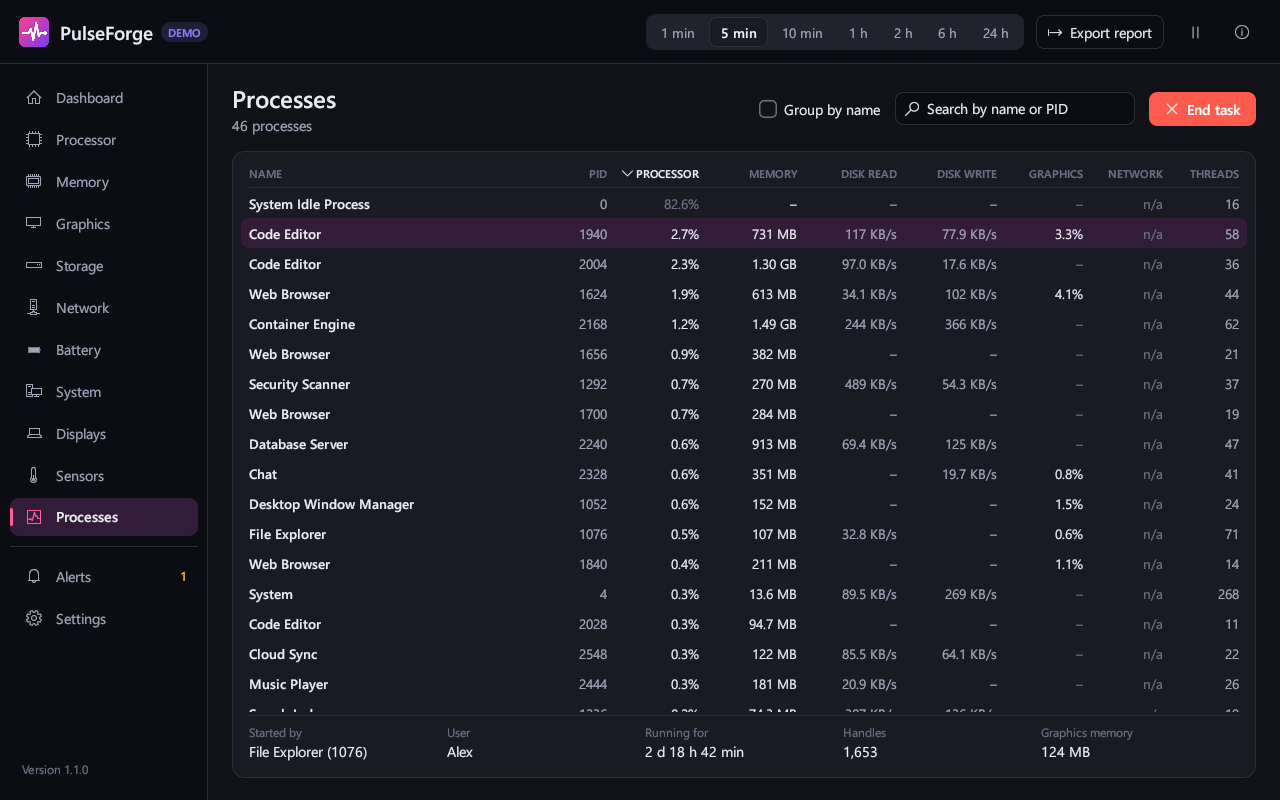 PulseForge DEMO
1 min 5 min 10 min 1 h 2 h 6 h 24 h
Export report
Dashboard
Processor
Memory
Graphics
Storage
Network
Battery
System
Displays
Sensors
Processes
Alerts 1
Settings
Version 1.1.0
Processes
46 processes
Group by name
Search by name or PID
End task
NAME PID PROCESSOR MEMORY DISK READ DISK WRITE GRAPHICS NETWORK THREADS
System Idle Process 0 82.6% – – – – n/a 16
Code Editor 1940 2.7% 731 MB 117 KB/s 77.9 KB/s 3.3% n/a 58
Code Editor 2004 2.3% 1.30 GB 97.0 KB/s 17.6 KB/s – n/a 36
Web Browser 1624 1.9% 613 MB 34.1 KB/s 102 KB/s 4.1% n/a 44
Container Engine 2168 1.2% 1.49 GB 244 KB/s 366 KB/s – n/a 62
Web Browser 1656 0.9% 382 MB – – – n/a 21
Security Scanner 1292 0.7% 270 MB 489 KB/s 54.3 KB/s – n/a 37
Web Browser 1700 0.7% 284 MB – – – n/a 19
Database Server 2240 0.6% 913 MB 69.4 KB/s 125 KB/s – n/a 47
Chat 2328 0.6% 351 MB – 19.7 KB/s 0.8% n/a 41
Desktop Window Manager 1052 0.6% 152 MB – – 1.5% n/a 24
File Explorer 1076 0.5% 107 MB 32.8 KB/s – 0.6% n/a 71
Web Browser 1840 0.4% 211 MB – – 1.1% n/a 14
System 4 0.3% 13.6 MB 89.5 KB/s 269 KB/s – n/a 268
Code Editor 2028 0.3% 94.7 MB – – – n/a 11
Cloud Sync 2548 0.3% 122 MB 85.5 KB/s 64.1 KB/s – n/a 22
Music Player 2444 0.3% 181 MB 20.9 KB/s – – n/a 26
Started by User Running for Handles Graphics memory
File Explorer (1076) Alex 2 d 18 h 42 min 1,653 124 MB